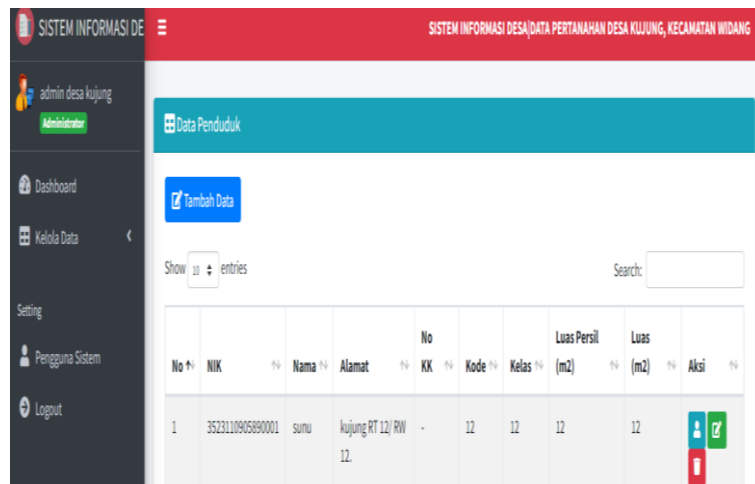 SISTEM INFORMASI DE
SISTEM INFORMASI DESA|DATA PERTANAHAN DESA KUJUNG, KECAMATAN WIDANG
admin desa kujung
Administrator
Dashboard
Kelola Data
Setting
Pengguna Sistem
Logout
Data Penduduk
Tambah Data
Show 10 entries
Search:
No NIK Nama Alamat No KK Kode Kelas Luas Persil (m2) Luas (m2) Aksi
1 3523110905890001 sunu kujung RT 12/ RW 12. - 12 12 12 12